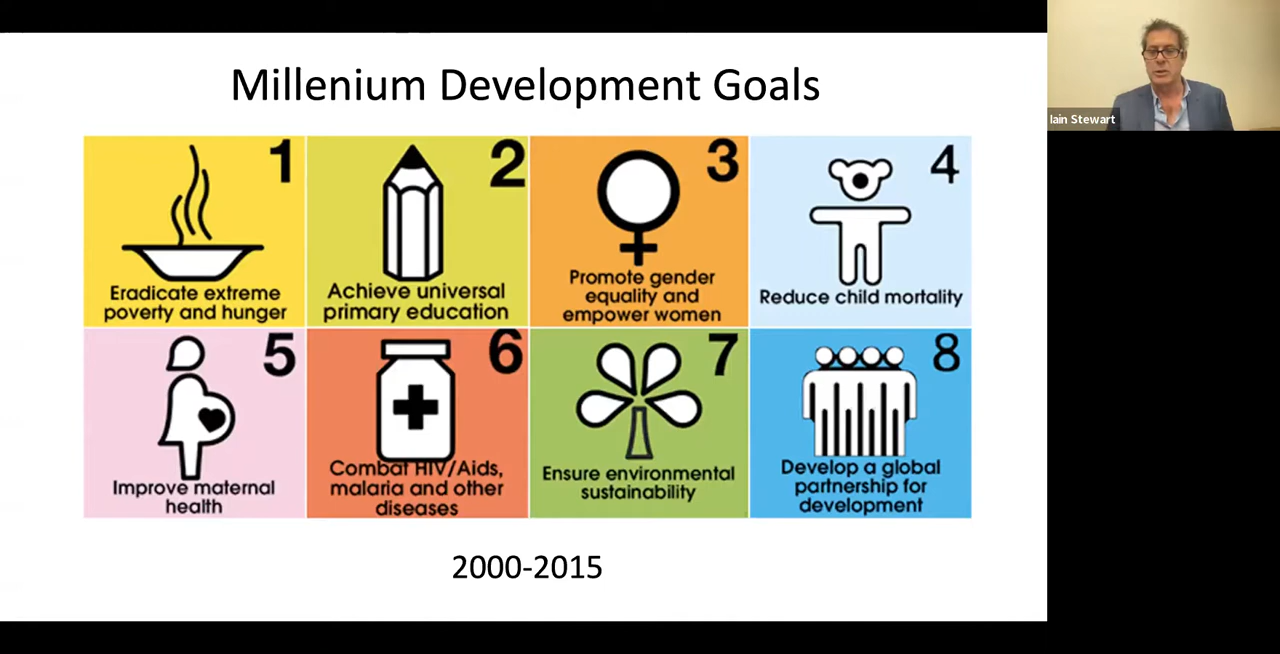 Millenium Development Goals
Iain Stewart
1
Eradicate extreme
poverty and hunger
2
Achieve universal
primary education
3
Promote gender
equality and
empower women
4
Reduce child mortality
5
Improve maternal
health
6
Combat HIV/Aids,
malaria and other
diseases
7
Ensure environmental
sustainability
8
Develop a global
partnership for
development
2000-2015